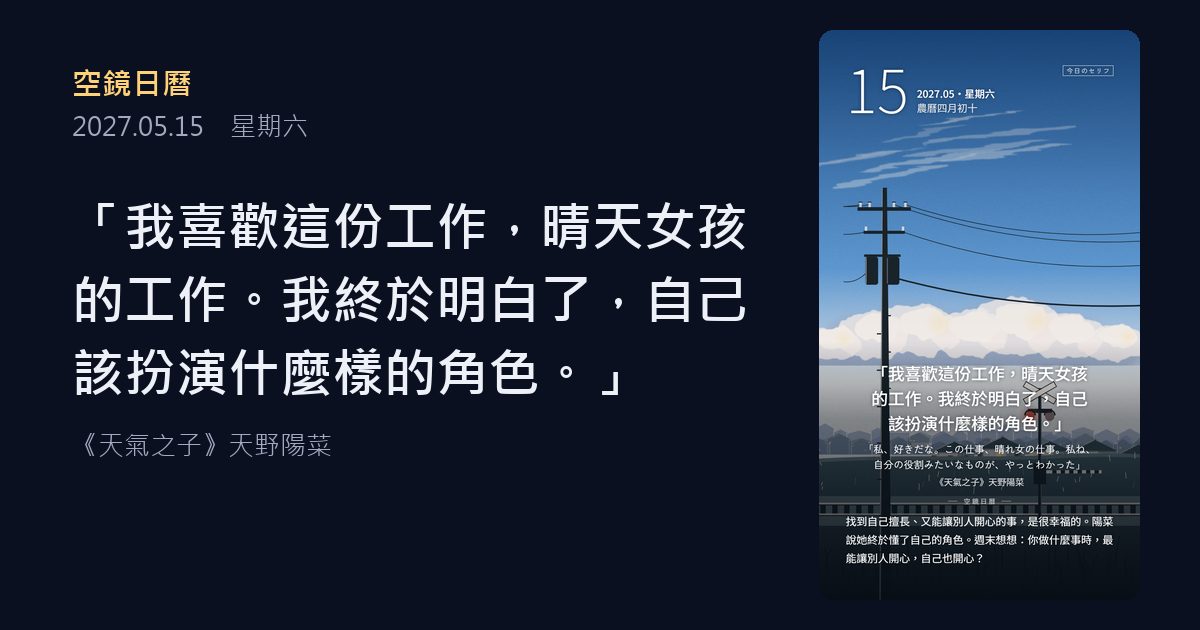 空鏡日曆
2027.05.15 星期六
「我喜歡這份工作，晴天女孩
的工作。我終於明白了，自己
該扮演什麼樣的角色。」
《天氣之子》天野陽菜
15
2027.05・星期六
農曆四月初十
今日のセリフ
「我喜歡這份工作，晴天女孩
的工作。我終於明白了，自己
該扮演什麼樣的角色。」
「私、好きだな。この仕事、晴れ女の仕事。私ね、
自分の役割みたいなものが、やっとわかった」
《天氣之子》天野陽菜
空鏡日曆
找到自己擅長、又能讓別人開心的事，是很幸福的。陽菜
說她終於懂了自己的角色。週末想想：你做什麼事時，最
能讓別人開心，自己也開心？